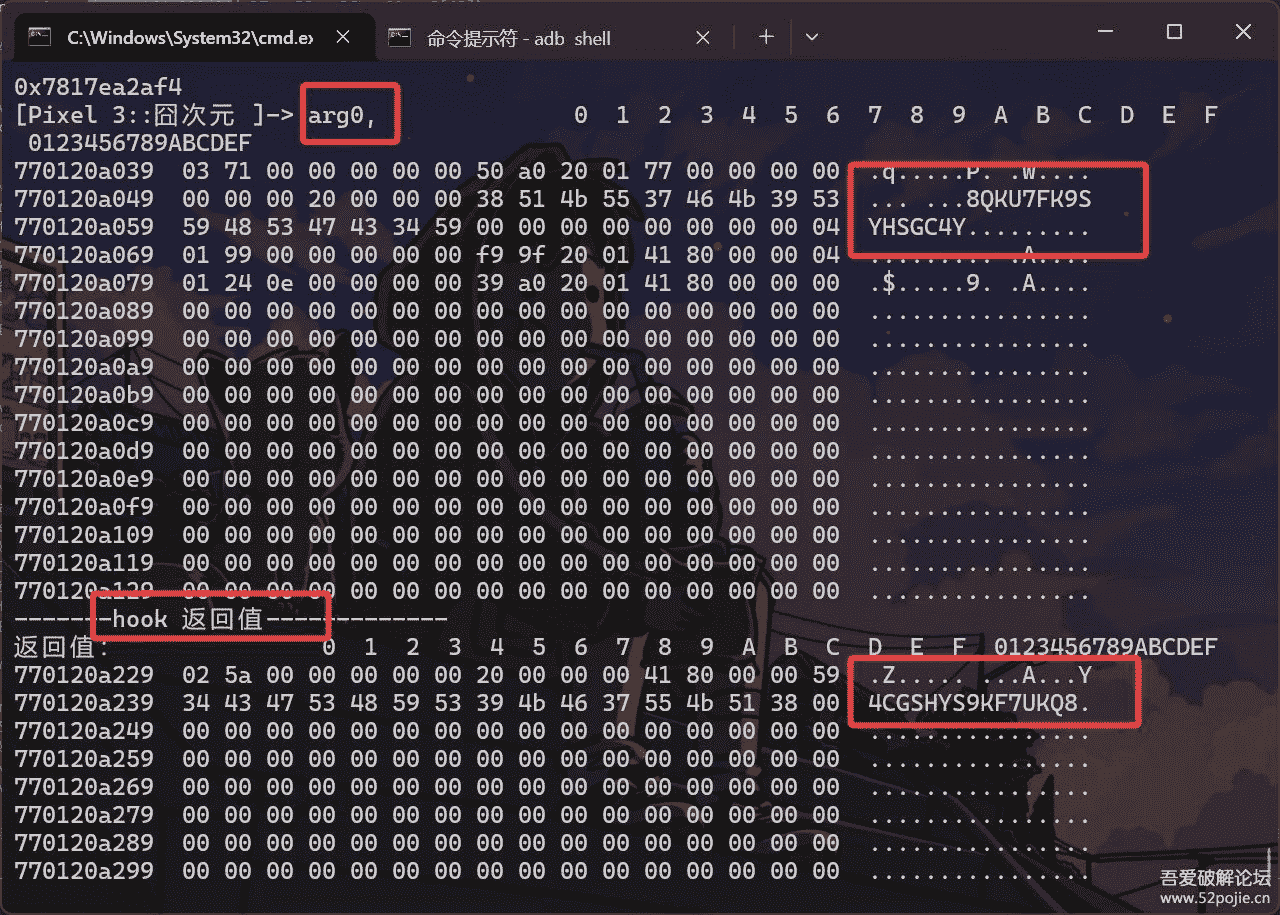 C:\Windows\System32\cmd.ex
命令提示符 - adb shell
0x7817ea2af4
[Pixel 3::囧次元 ]-> arg0,             0  1  2  3  4  5  6  7  8  9  A  B  C  D  E  F
 0123456789ABCDEF
770120a039  03 71 00 00 00 00 00 50 a0 20 01 77 00 00 00 00  .q.....P. .w....
770120a049  00 00 00 20 00 00 00 38 51 4b 55 37 46 4b 39 53  ... ...8QKU7FK9S
770120a059  59 48 53 47 43 34 59 00 00 00 00 00 00 00 00 04  YHSGC4Y.........
770120a069  01 99 00 00 00 00 00 f9 9f 20 01 41 80 00 00 04  ......... .A....
770120a079  01 24 0e 00 00 00 00 39 a0 20 01 41 80 00 00 00  .$.....9. .A....
770120a089  00 00 00 00 00 00 00 00 00 00 00 00 00 00 00 00  ................
770120a099  00 00 00 00 00 00 00 00 00 00 00 00 00 00 00 00  ................
770120a0a9  00 00 00 00 00 00 00 00 00 00 00 00 00 00 00 00  ................
770120a0b9  00 00 00 00 00 00 00 00 00 00 00 00 00 00 00 00  ................
770120a0c9  00 00 00 00 00 00 00 00 00 00 00 00 00 00 00 00  ................
770120a0d9  00 00 00 00 00 00 00 00 00 00 00 00 00 00 00 00  ................
770120a0e9  00 00 00 00 00 00 00 00 00 00 00 00 00 00 00 00  ................
770120a0f9  00 00 00 00 00 00 00 00 00 00 00 00 00 00 00 00  ................
770120a109  00 00 00 00 00 00 00 00 00 00 00 00 00 00 00 00  ................
770120a119  00 00 00 00 00 00 00 00 00 00 00 00 00 00 00 00  ................
770120a129  00 00 00 00 00 00 00 00 00 00 00 00 00 00 00 00  ................
-------hook 返回值-------------
返回值:                0  1  2  3  4  5  6  7  8  9  A  B  C  D  E  F  0123456789ABCDEF
770120a229  02 5a 00 00 00 00 00 20 00 00 00 41 80 00 00 59  .Z..... ...A...Y
770120a239  34 43 47 53 48 59 53 39 4b 46 37 55 4b 51 38 00  4CGSHYS9KF7UKQ8.
770120a249  00 00 00 00 00 00 00 00 00 00 00 00 00 00 00 00  ................
770120a259  00 00 00 00 00 00 00 00 00 00 00 00 00 00 00 00  ................
770120a269  00 00 00 00 00 00 00 00 00 00 00 00 00 00 00 00  ................
770120a279  00 00 00 00 00 00 00 00 00 00 00 00 00 00 00 00  ................
770120a289  00 00 00 00 00 00 00 00 00 00 00 00 00 00 00 00  ................
770120a299  00 00 00 00 00 00 00 00 00 00 00 00 00 00 00 00  ................
吾爱破解论坛
www.52pojie.cn